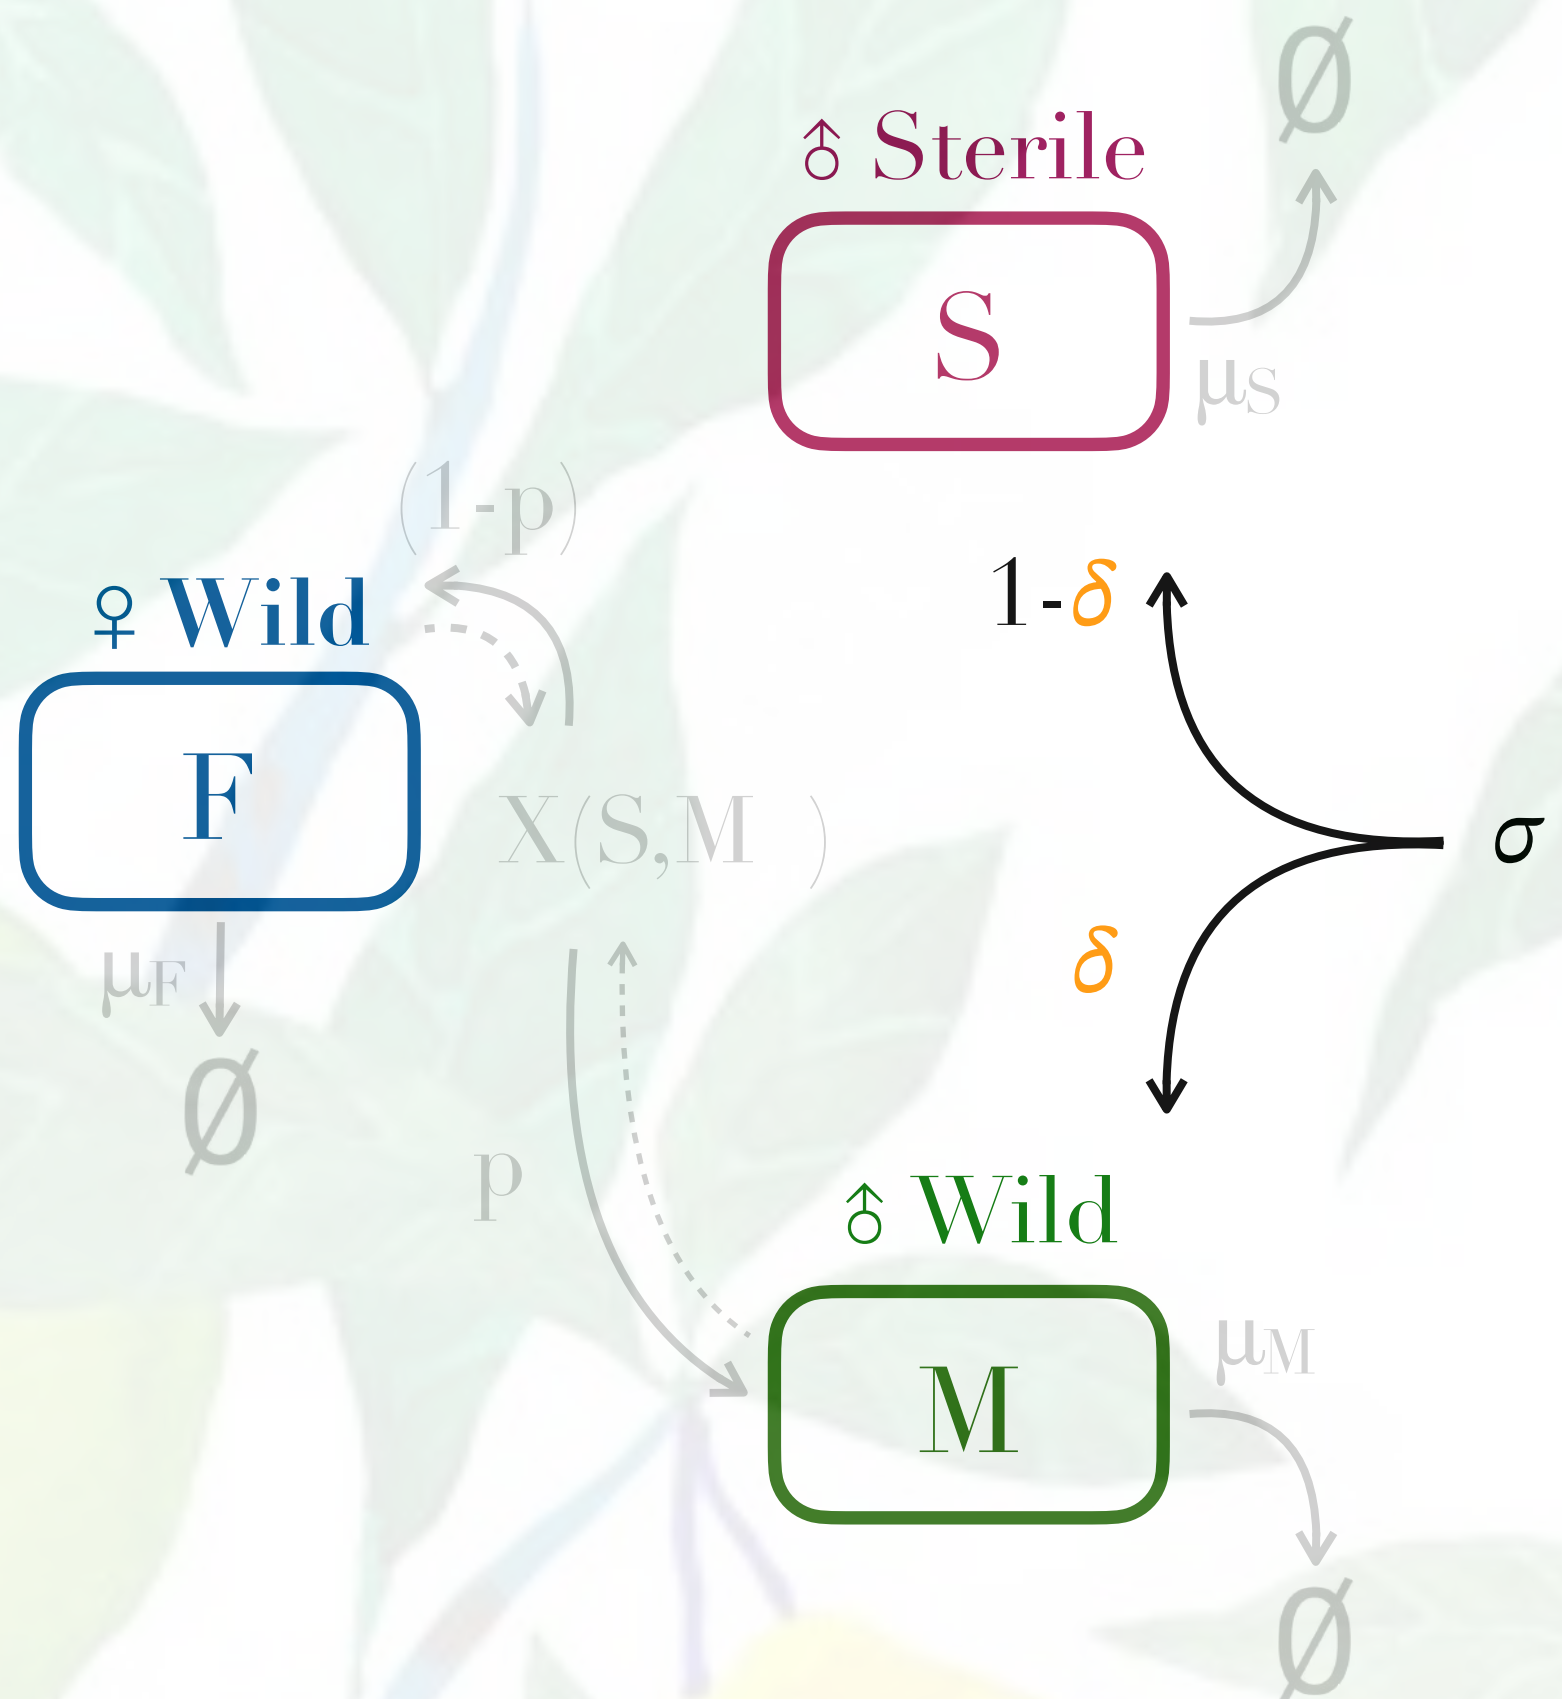 Ø
♂ Sterile
S
μS
(1-p)
1-δ
♀ Wild
F
X(S,M )
σ
μF
δ
Ø
p
♂ Wild
μM
M
Ø